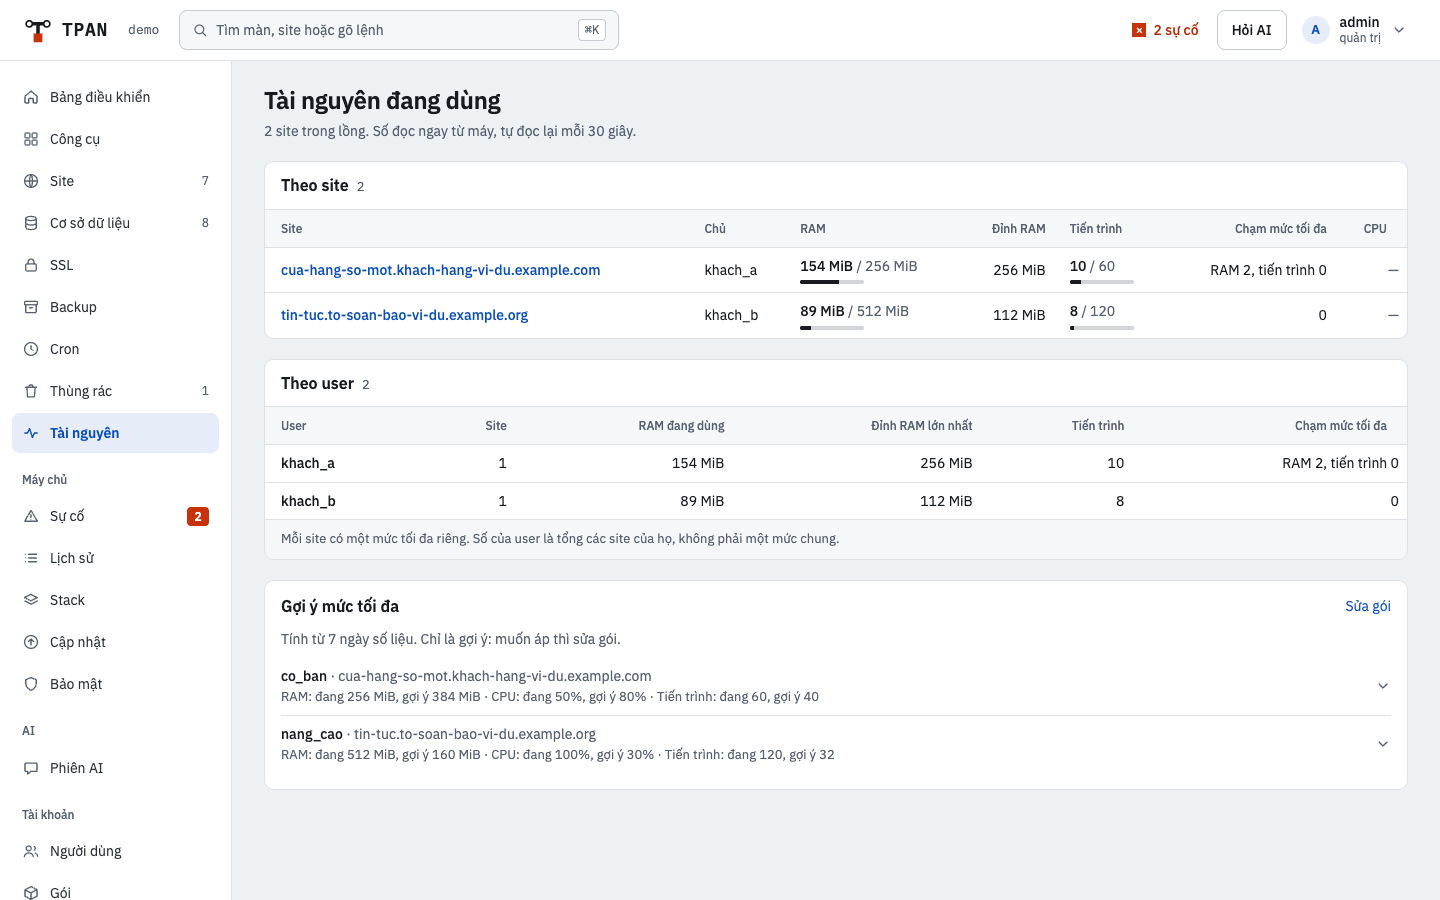 TPAN demo Tìm màn, site hoặc gõ lệnh ⌘K 2 sự cố Hỏi AI A admin
quản trị
Bảng điều khiển
Công cụ
Site 7
Cơ sở dữ liệu 8
SSL
Backup
Cron
Thùng rác 1
Tài nguyên
Máy chủ
Sự cố 2
Lịch sử
Stack
Cập nhật
Bảo mật
AI
Phiên AI
Tài khoản
Người dùng
Gói
Tài nguyên đang dùng
2 site trong lồng. Số đọc ngay từ máy, tự đọc lại mỗi 30 giây.
Theo site 2
Site Chủ RAM Đỉnh RAM Tiến trình Chạm mức tối đa CPU
cua-hang-so-mot.khach-hang-vi-du.example.com khach_a 154 MiB / 256 MiB 256 MiB 10 / 60 RAM 2, tiến trình 0 —
tin-tuc.to-soan-bao-vi-du.example.org khach_b 89 MiB / 512 MiB 112 MiB 8 / 120 0 —
Theo user 2
User Site RAM đang dùng Đỉnh RAM lớn nhất Tiến trình Chạm mức tối đa
khach_a 1 154 MiB 256 MiB 10 RAM 2, tiến trình 0
khach_b 1 89 MiB 112 MiB 8 0
Mỗi site có một mức tối đa riêng. Số của user là tổng các site của họ, không phải một mức chung.
Gợi ý mức tối đa Sửa gói
Tính từ 7 ngày số liệu. Chỉ là gợi ý: muốn áp thì sửa gói.
co_ban · cua-hang-so-mot.khach-hang-vi-du.example.com
RAM: đang 256 MiB, gợi ý 384 MiB · CPU: đang 50%, gợi ý 80% · Tiến trình: đang 60, gợi ý 40
nang_cao · tin-tuc.to-soan-bao-vi-du.example.org
RAM: đang 512 MiB, gợi ý 160 MiB · CPU: đang 100%, gợi ý 30% · Tiến trình: đang 120, gợi ý 32